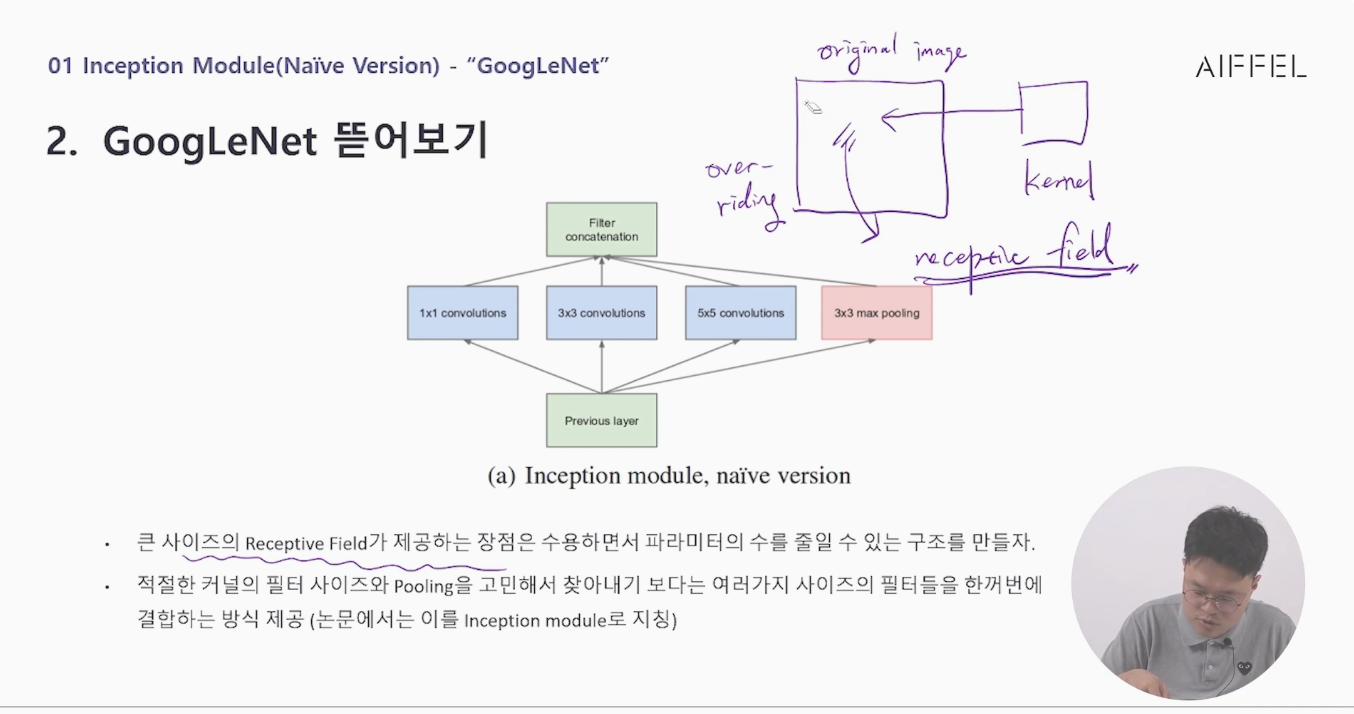 01 Inception Module(Naïve Version) - “GoogLeNet”
AIFFEL
2. GoogLeNet 뜯어보기
original image
over-
riding
kernel
receptive field
Filter
concatenation
1x1 convolutions
3x3 convolutions
5x5 convolutions
3x3 max pooling
Previous layer
(a) Inception module, naïve version
• 큰 사이즈의 Receptive Field가 제공하는 장점은 수용하면서 파라미터의 수를 줄일 수 있는 구조를 만들자.
• 적절한 커널의 필터 사이즈와 Pooling을 고민해서 찾아내기 보다는 여러가지 사이즈의 필터들을 한꺼번에
결합하는 방식 제공 (논문에서는 이를 Inception module로 지칭)